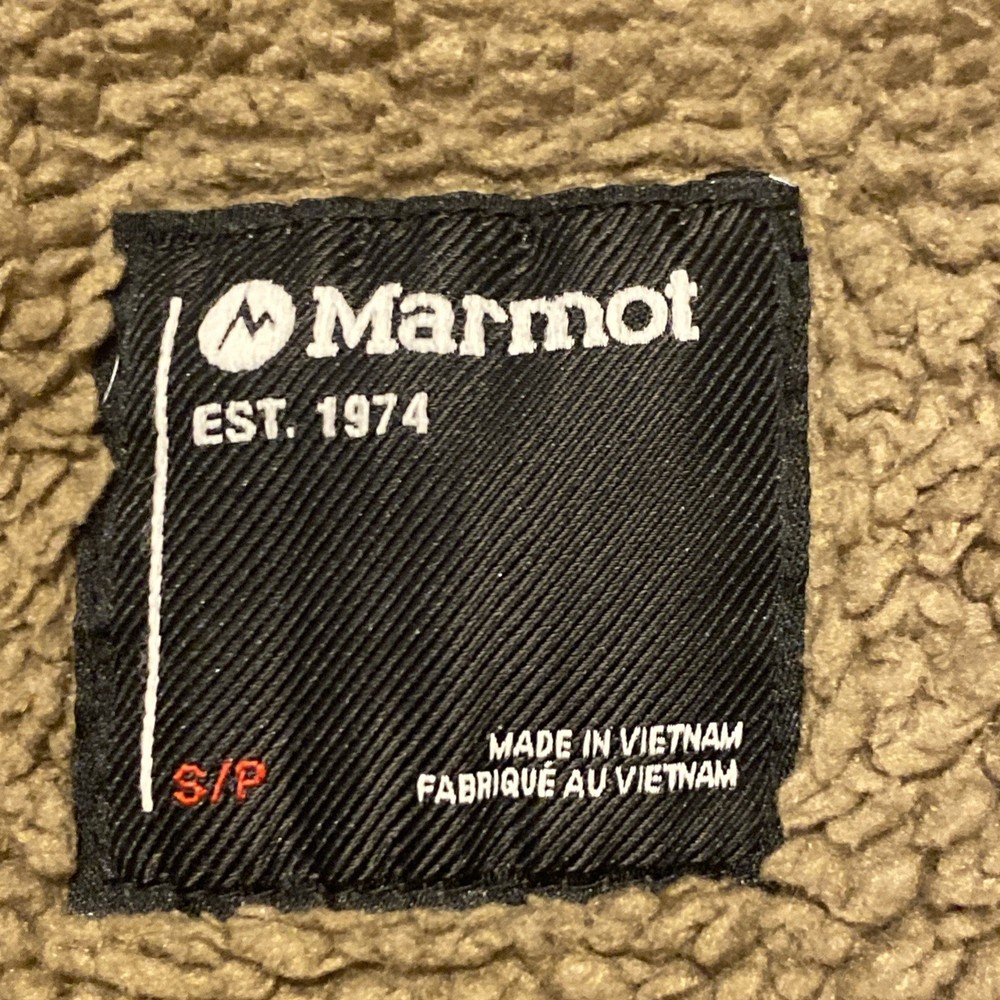 Marmot
EST. 1974
S/P
MADE IN VIETNAM
FABRIQUÉ AU VIETNAM